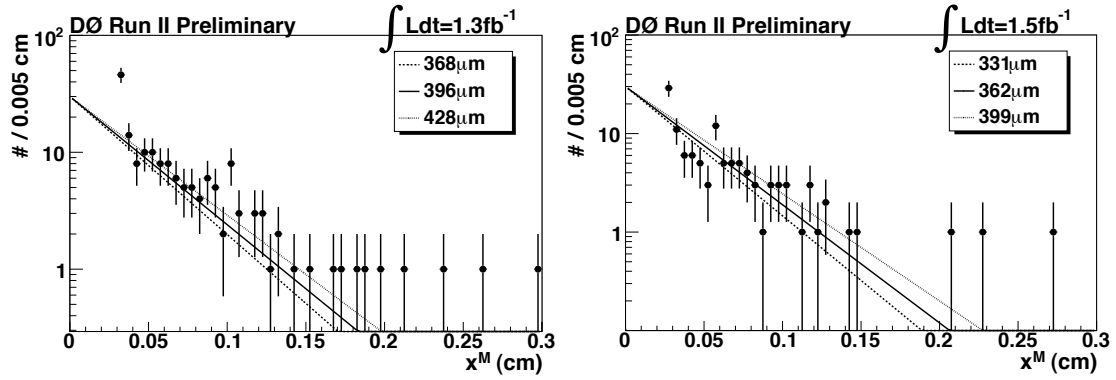 DØ Run II Preliminary
∫ Ldt=1.3fb⁻¹
# / 0.005 cm
10²
10
1
368μm
396μm
428μm
0 0.05 0.1 0.15 0.2 0.25 0.3
xᴹ (cm)
DØ Run II Preliminary
∫ Ldt=1.5fb⁻¹
# / 0.005 cm
10²
10
1
331μm
362μm
399μm
0 0.05 0.1 0.15 0.2 0.25 0.3
xᴹ (cm)